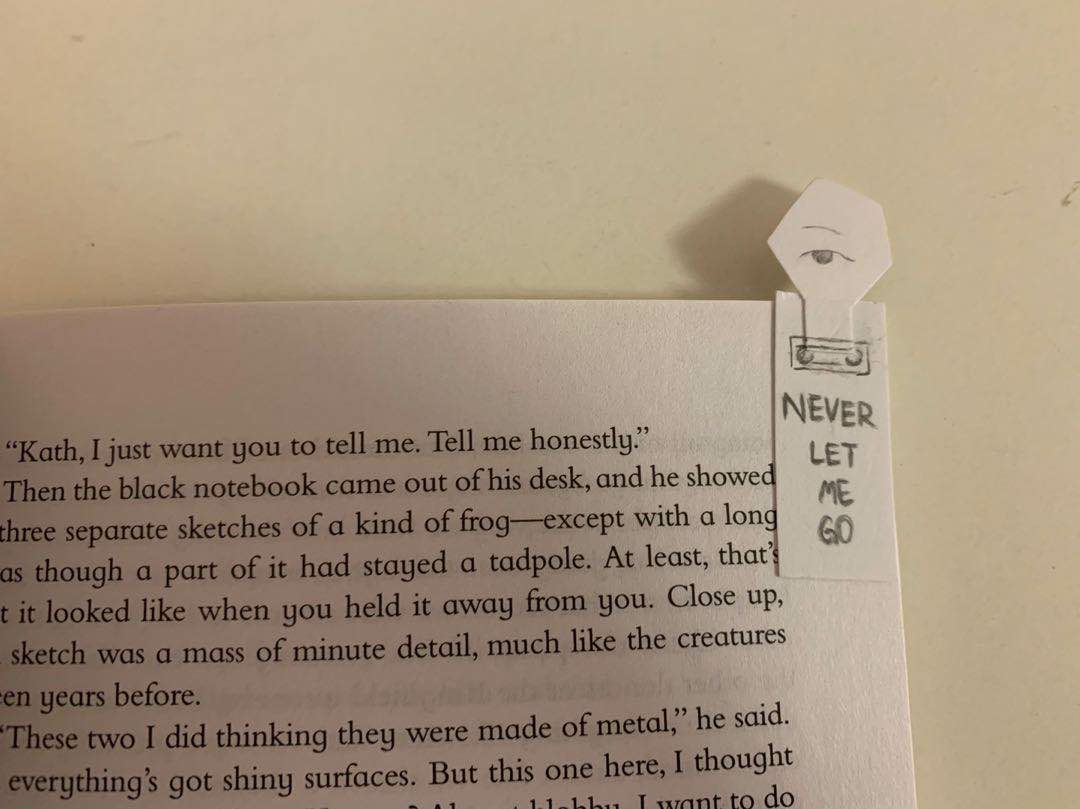 NEVER
LET
ME
GO
“Kath, I just want you to tell me. Tell me honestly.”
Then the black notebook came out of his desk, and he showed
three separate sketches of a kind of frog—except with a long
as though a part of it had stayed a tadpole. At least, that’s
it looked like when you held it away from you. Close up,
sketch was a mass of minute detail, much like the creatures
years before.
“These two I did thinking they were made of metal,” he said.
everything’s got shiny surfaces. But this one here, I thought
I want to do